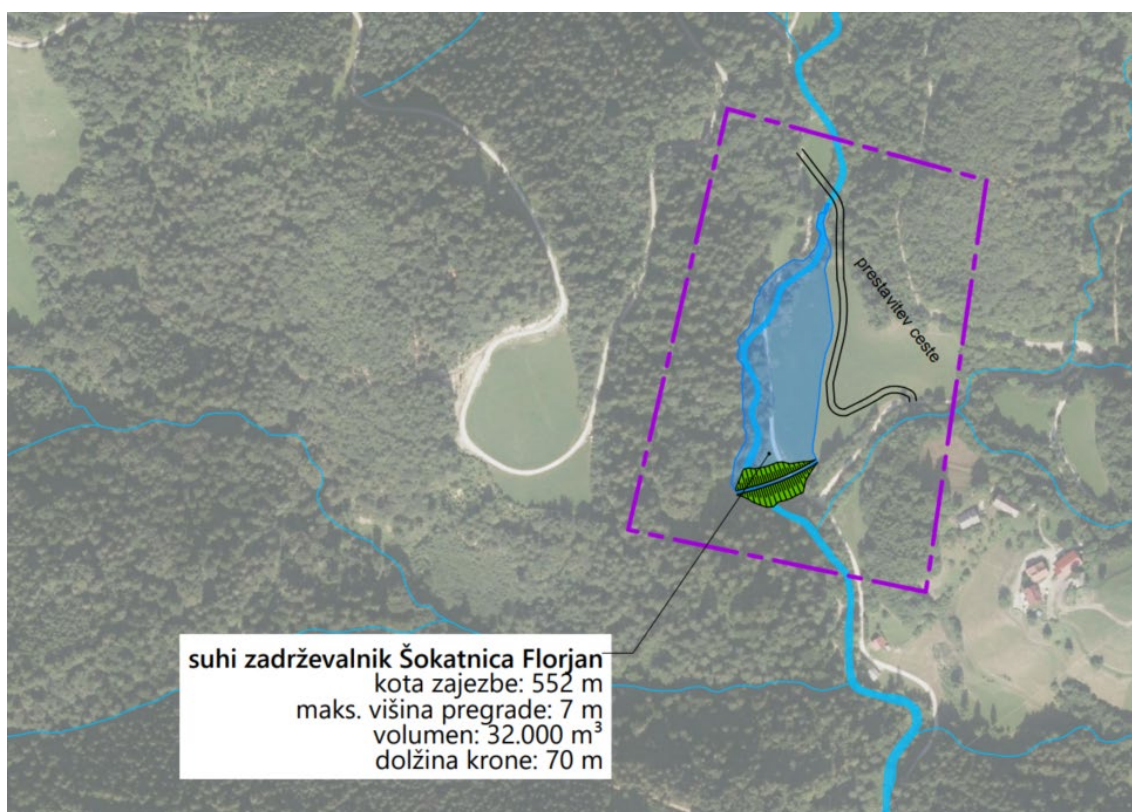 prestavitev ceste
suhi zadrževalnik Šokatnica Florjan
kota zajezbe: 552 m
maks. višina pregrade: 7 m
volumen: 32.000 m³
dolžina krone: 70 m